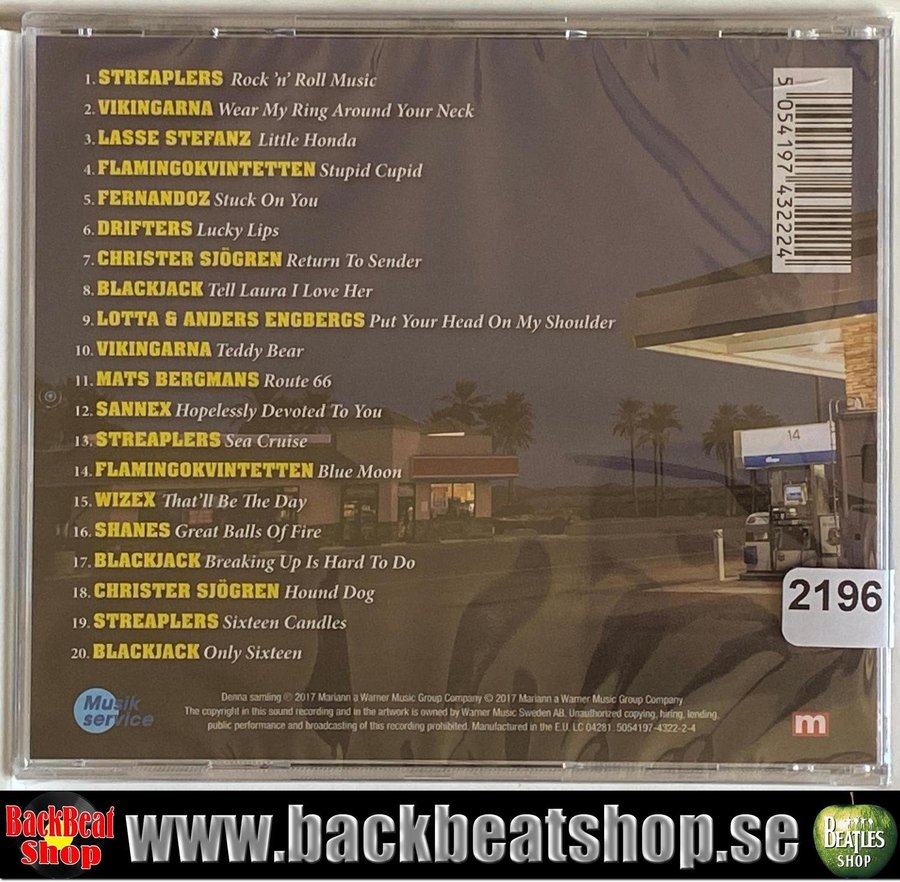 1. STREAPLERS Rock 'n' Roll Music
2. VIKINGARNA Wear My Ring Around Your Neck
3. LASSE STEFANZ Little Honda
4. FLAMINGOKVINTETTEN Stupid Cupid
5. FERNANDOZ Stuck On You
6. DRIFTERS Lucky Lips
7. CHRISTER SJÖGREN Return To Sender
8. BLACKJACK Tell Laura I Love Her
9. LOTTA & ANDERS ENGBERGS Put Your Head On My Shoulder
10. VIKINGARNA Teddy Bear
11. MATS BERGMANS Route 66
12. SANNEX Hopelessly Devoted To You
13. STREAPLERS Sea Cruise
14. FLAMINGOKVINTETTEN Blue Moon
15. WIZEX That'll Be The Day
16. SHANES Great Balls Of Fire
17. BLACKJACK Breaking Up Is Hard To Do
18. CHRISTER SJÖGREN Hound Dog
19. STREAPLERS Sixteen Candles
20. BLACKJACK Only Sixteen
5 054197 432224
14
2196
Musik
service
Denna samling ℗ 2017 Mariann a Warner Music Group Company © 2017 Mariann a Warner Music Group Company
The copyright in this sound recording and in the artwork is owned by Warner Music Sweden AB. Unauthorized copying, hiring, lending,
public performance and broadcasting of this recording prohibited. Manufactured in the E.U. LC 04281. 5054197-4322-2-4
m
BackBeat
Shop
www.backbeatshop.se
BEATLES
SHOP